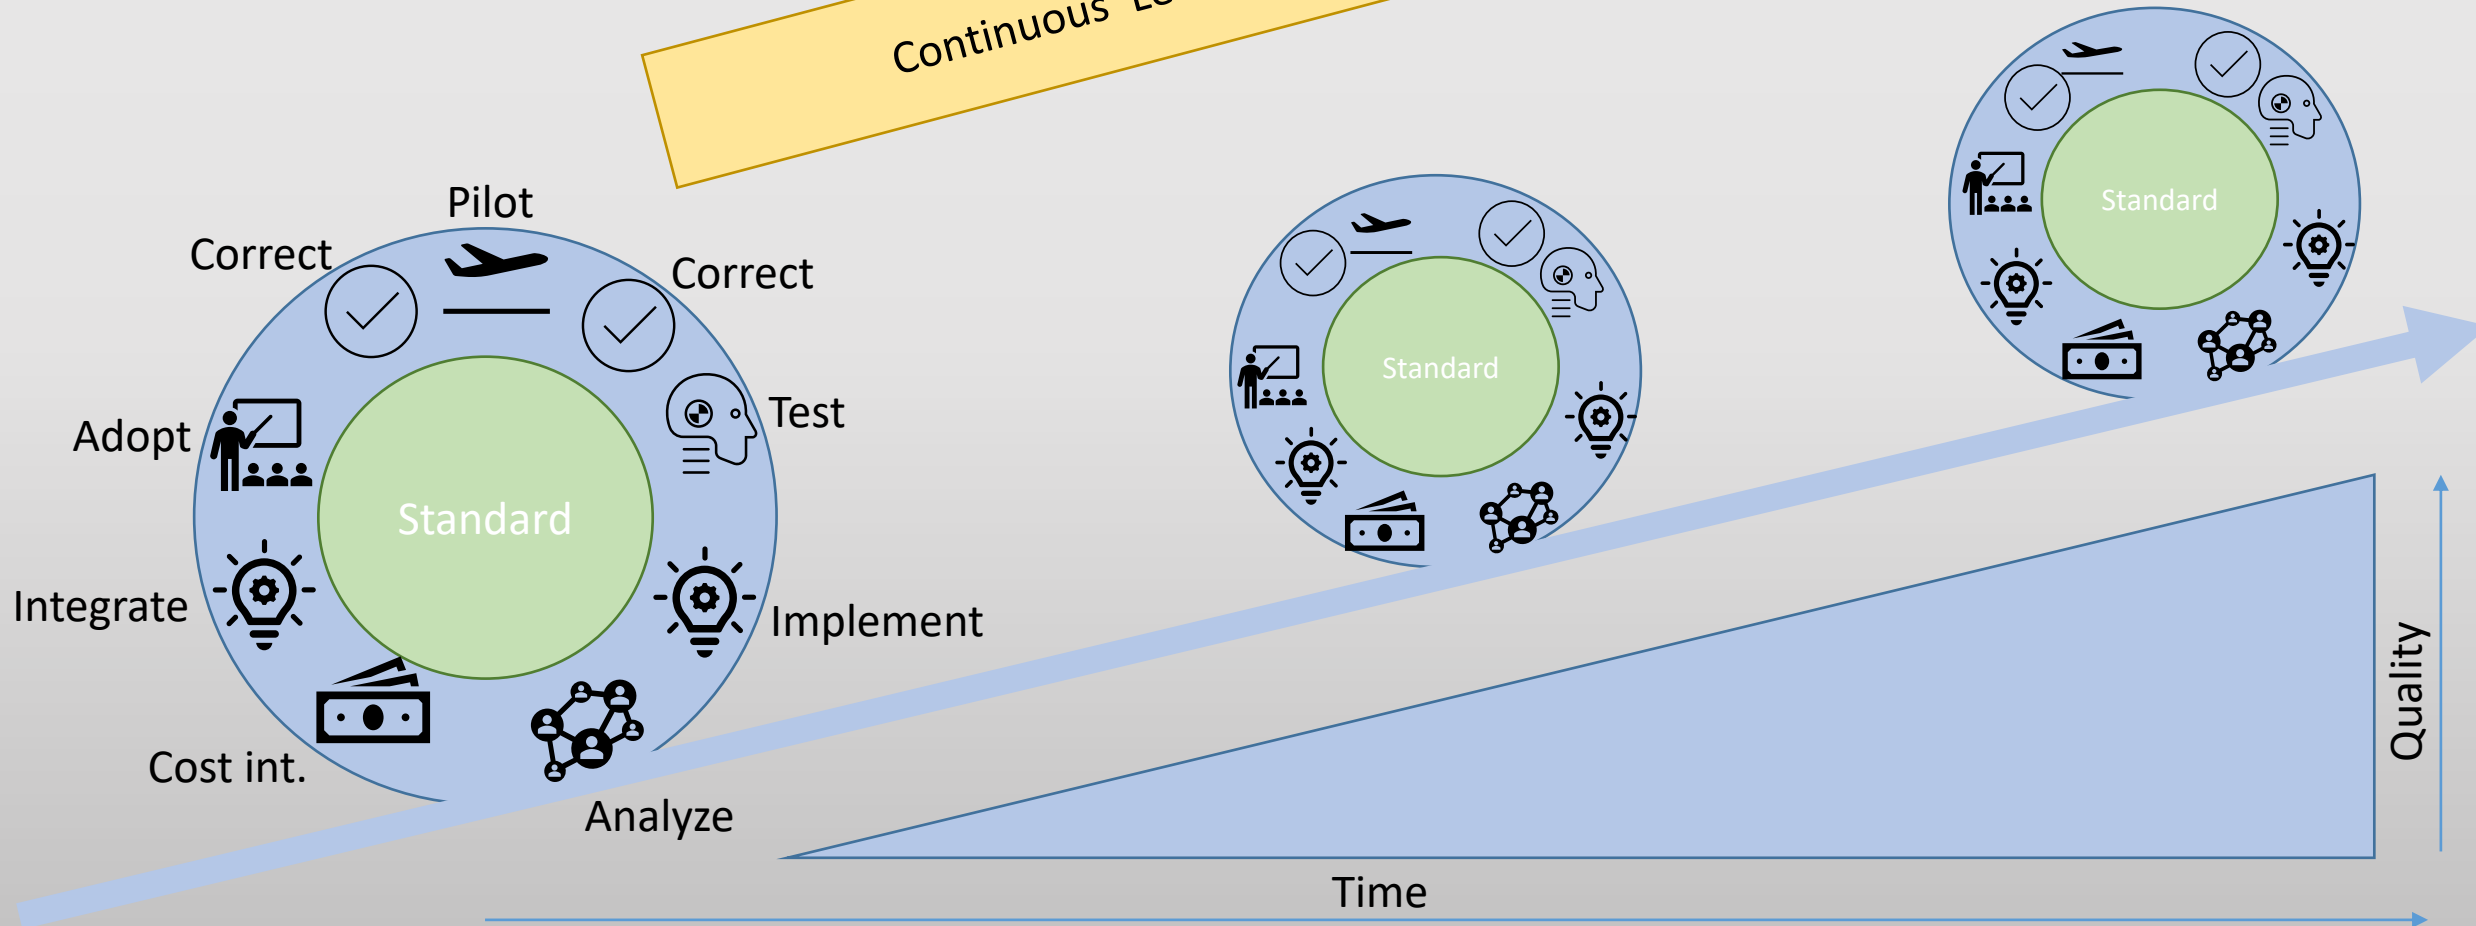 Continuous
Pilot
Correct
Correct
Adopt
Test
Standard
Integrate
Implement
Cost int.
Analyze
Standard
Standard
Quality
Time